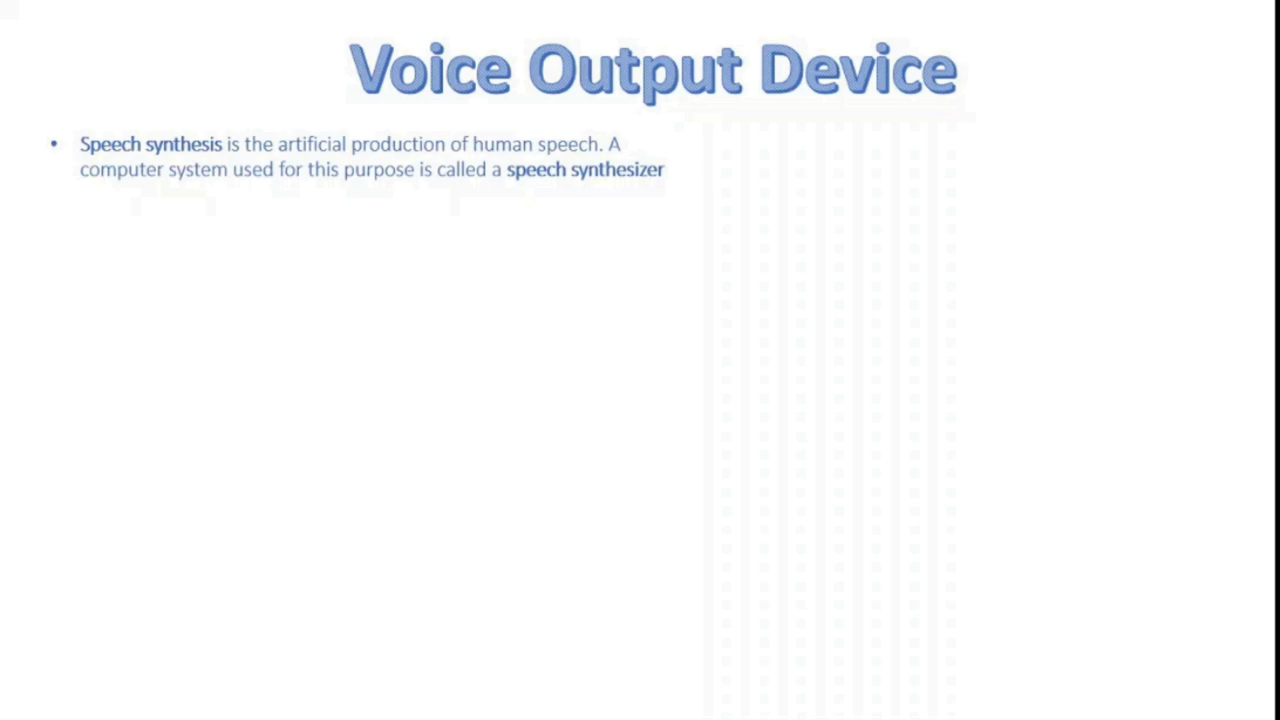 Voice Output Device
• Speech synthesis is the artificial production of human speech. A
computer system used for this purpose is called a speech synthesizer